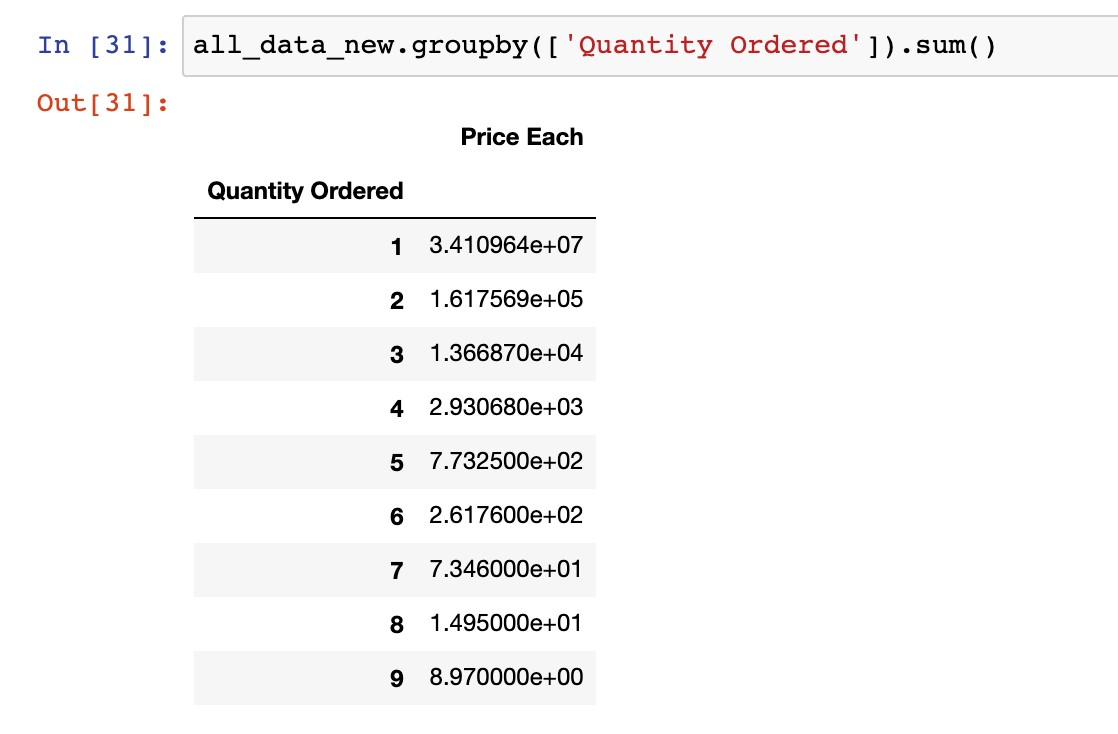 In [31]: all_data_new.groupby(['Quantity Ordered']).sum()
Out[31]:
Price Each
Quantity Ordered
1 3.410964e+07
2 1.617569e+05
3 1.366870e+04
4 2.930680e+03
5 7.732500e+02
6 2.617600e+02
7 7.346000e+01
8 1.495000e+01
9 8.970000e+00